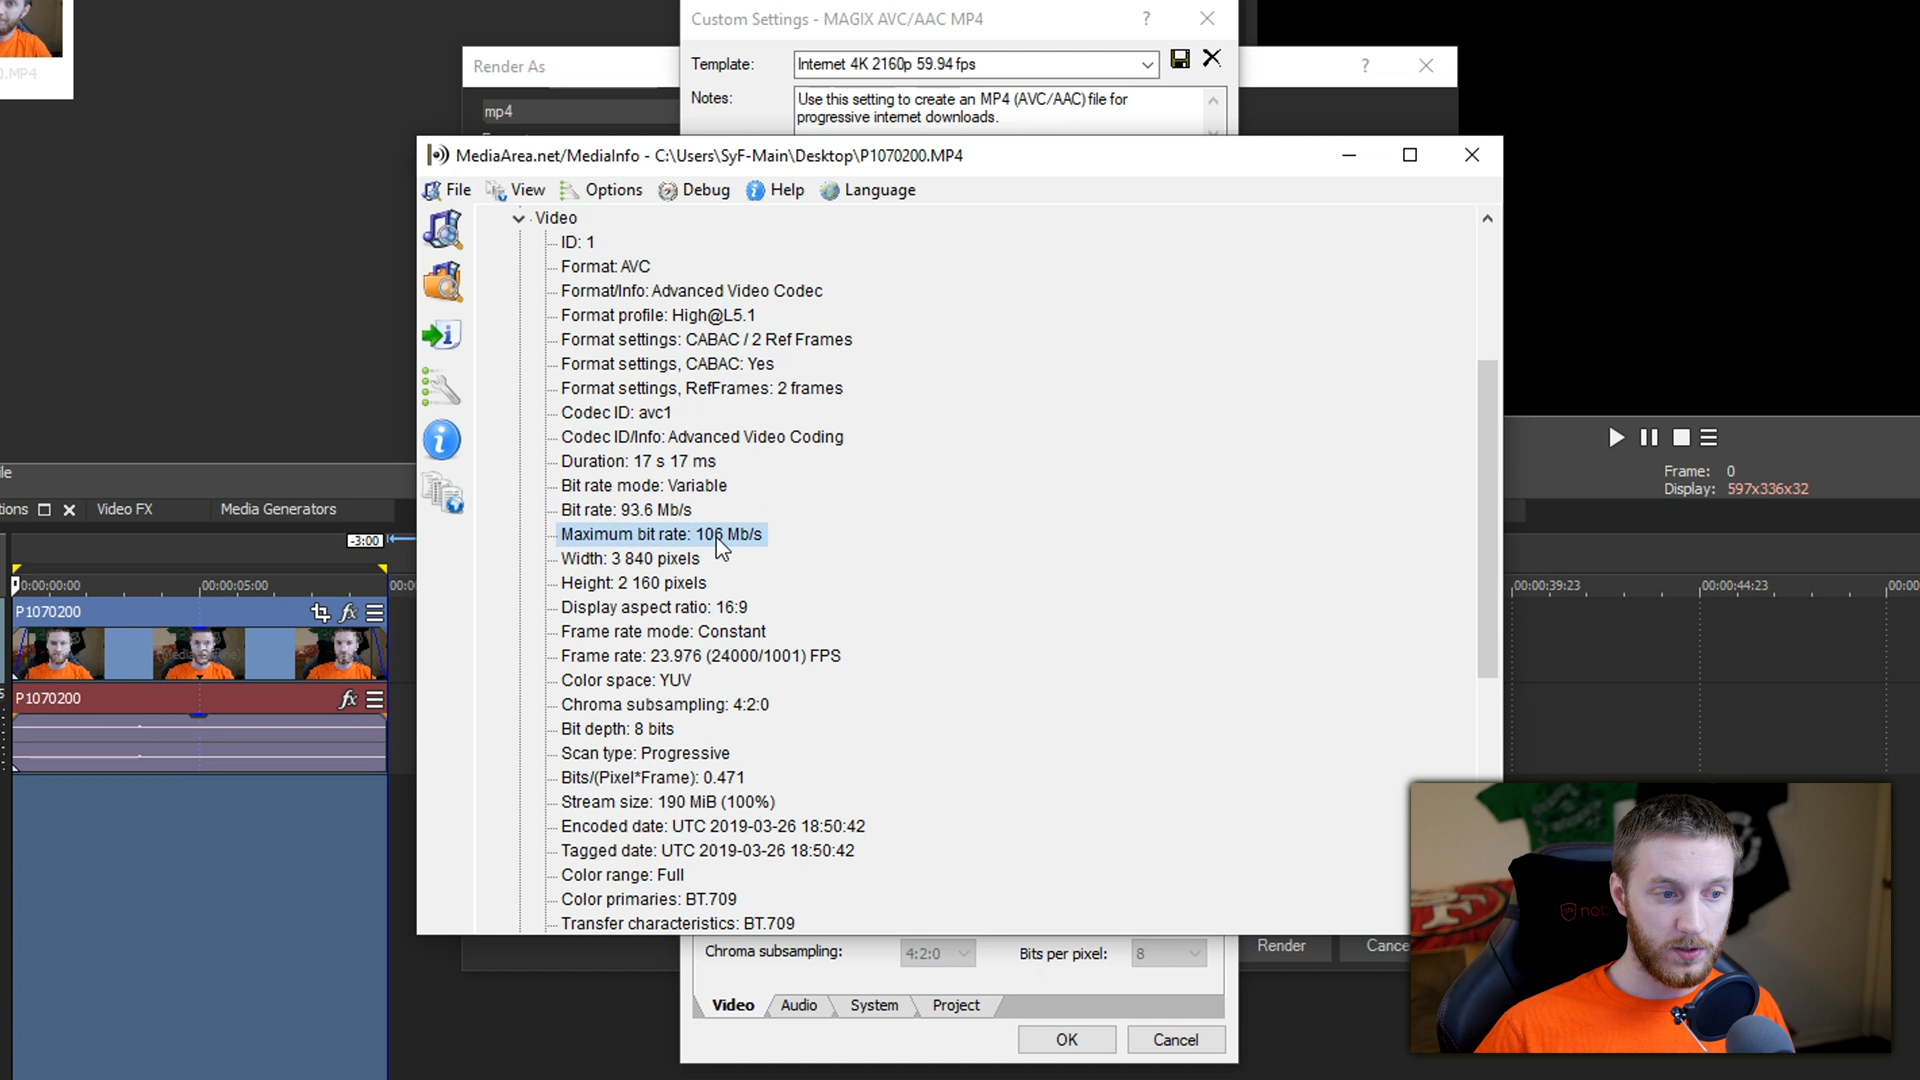 0.MP4
Custom Settings - MAGIX AVC/AAC MP4
?
Template:
Internet 4K 2160p 59.94 fps
Render As
?
Notes:
Use this setting to create an MP4 (AVC/AAC) file for
progressive internet downloads.
mp4
MediaArea.net/MediaInfo - C:\Users\SyF-Main\Desktop\P1070200.MP4
File View Options Debug Help Language
Video
ID: 1
Format: AVC
Format/Info: Advanced Video Codec
Format profile: High@L5.1
Format settings: CABAC / 2 Ref Frames
Format settings, CABAC: Yes
Format settings, RefFrames: 2 frames
Codec ID: avc1
Codec ID/Info: Advanced Video Coding
Duration: 17 s 17 ms
Bit rate mode: Variable
Bit rate: 93.6 Mb/s
Maximum bit rate: 106 Mb/s
Width: 3 840 pixels
Height: 2 160 pixels
Display aspect ratio: 16:9
Frame rate mode: Constant
Frame rate: 23.976 (24000/1001) FPS
Color space: YUV
Chroma subsampling: 4:2:0
Bit depth: 8 bits
Scan type: Progressive
Bits/(Pixel*Frame): 0.471
Stream size: 190 MiB (100%)
Encoded date: UTC 2019-03-26 18:50:42
Tagged date: UTC 2019-03-26 18:50:42
Color range: Full
Color primaries: BT.709
Transfer characteristics: BT.709
Frame: 0
Display: 597x336x32
le
ions Video FX Media Generators
-3:00
0:00:00:00 00:00:05:00 00:0
00:00:39:23 00:00:44:23 00:00
P1070200 fx
P1070200 fx
Chroma subsampling: 4:2:0 Bits per pixel: 8
Render Cance
Video Audio System Project
OK Cancel